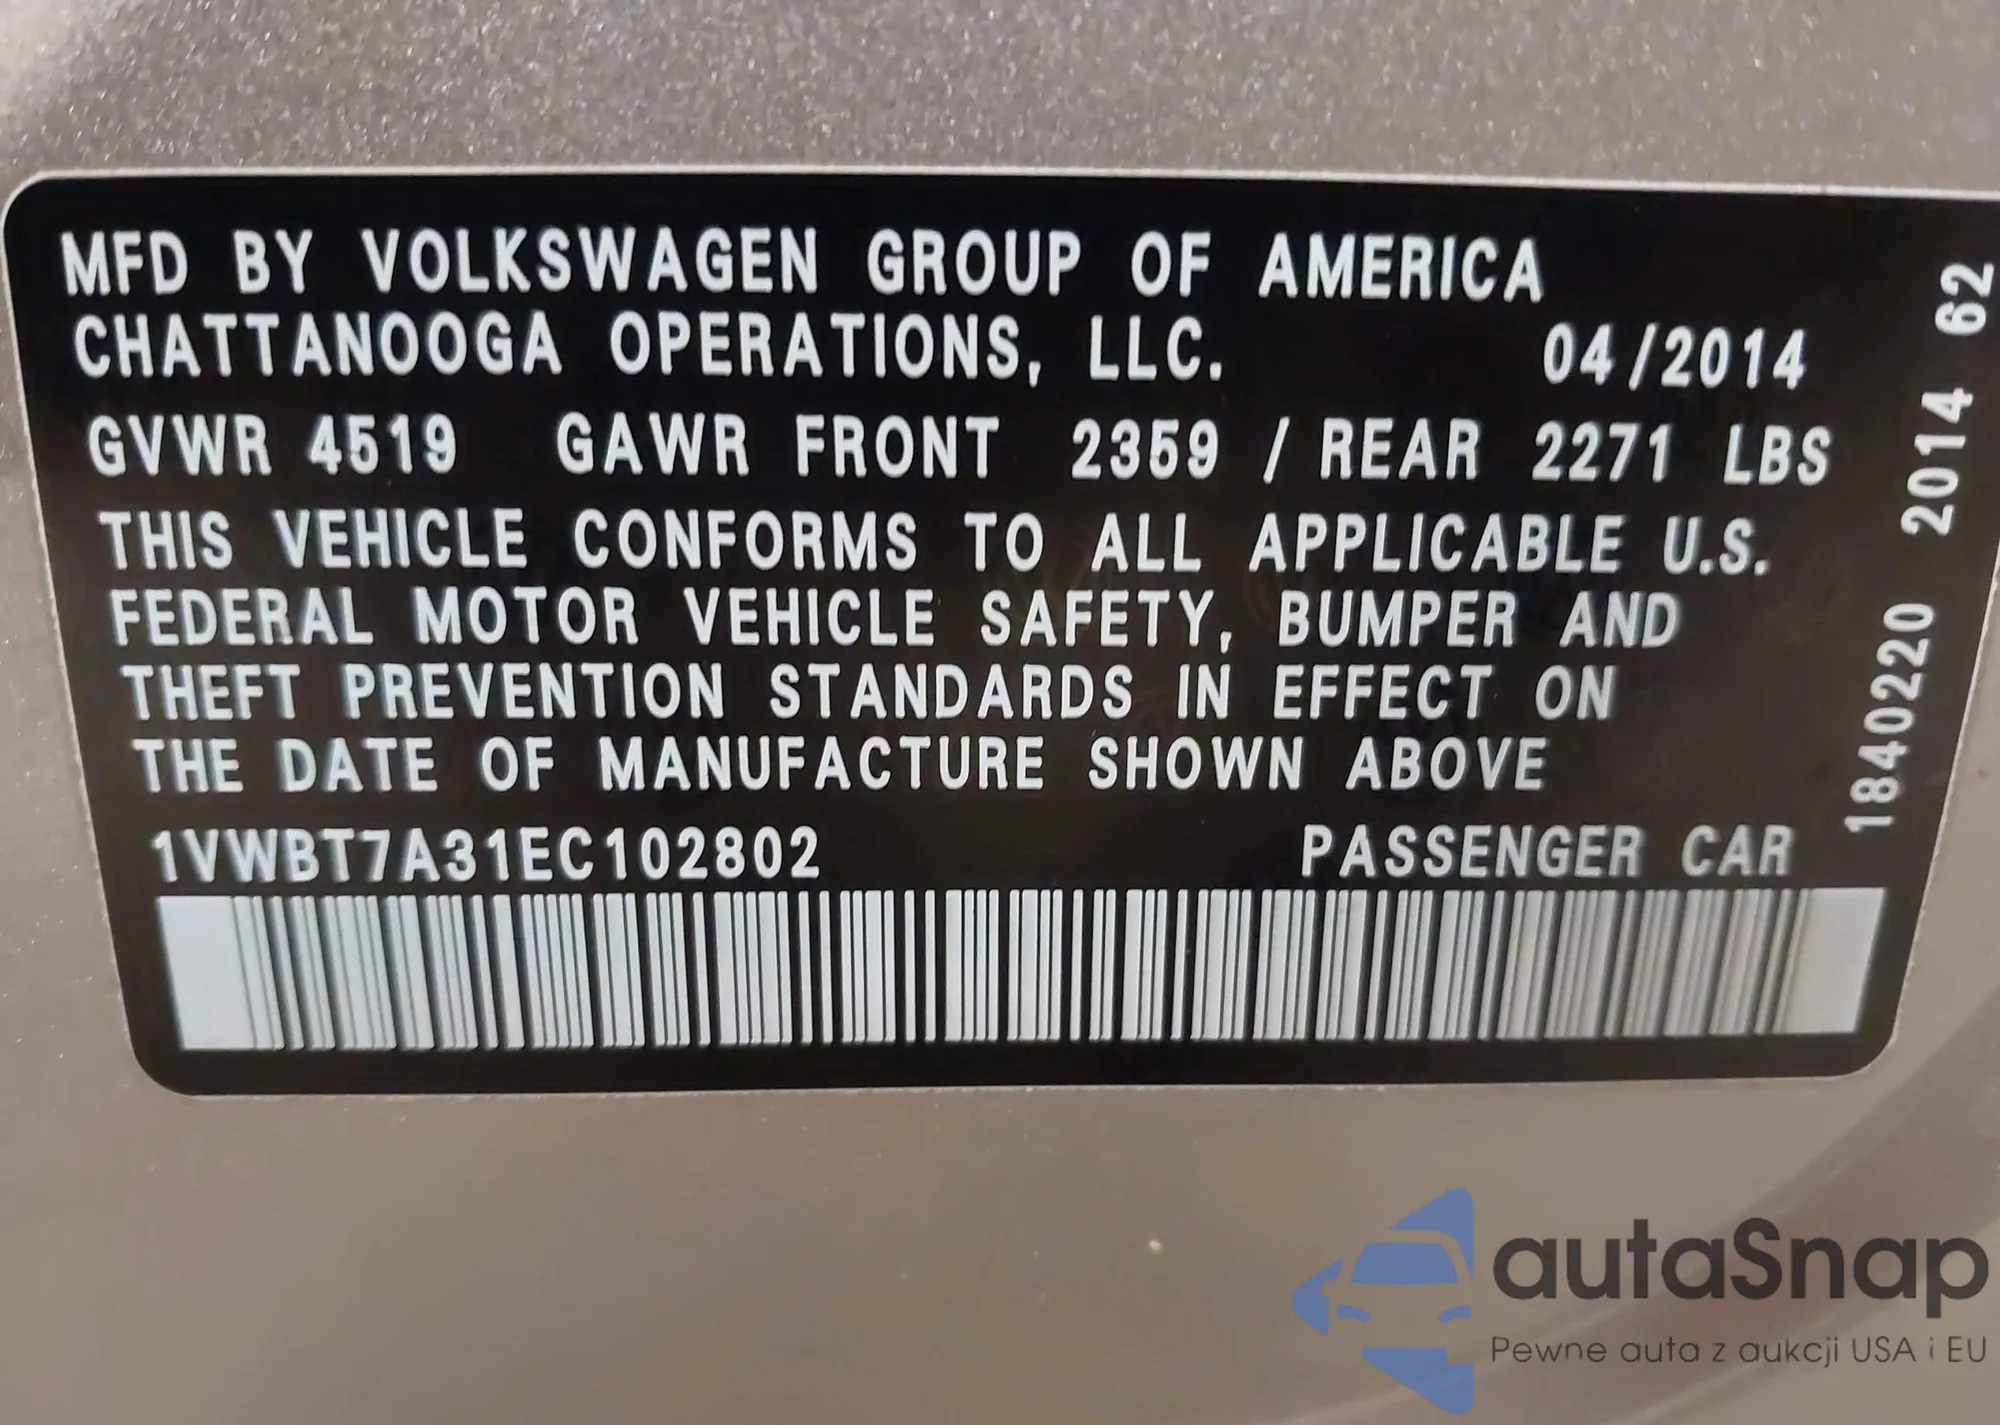 MFD BY VOLKSWAGEN GROUP OF AMERICA
CHATTANOOGA OPERATIONS, LLC. 04/2014
GVWR 4519 GAWR FRONT 2359 / REAR 2271 LBS
THIS VEHICLE CONFORMS TO ALL APPLICABLE U.S.
FEDERAL MOTOR VEHICLE SAFETY, BUMPER AND
THEFT PREVENTION STANDARDS IN EFFECT ON
THE DATE OF MANUFACTURE SHOWN ABOVE
1VWBT7A31EC102802 PASSENGER CAR
1840220 2014 62
autaSnap
Pewne auta z aukcji USA i EU